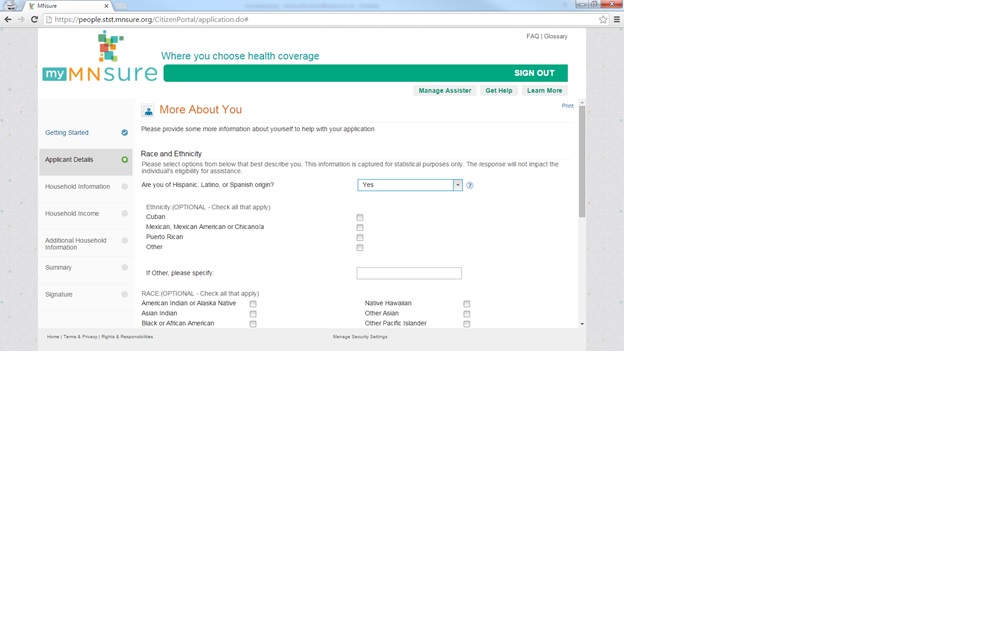 MNsure
https://people.stst.mnsure.org/CitizenPortal/application.do#
FAQ | Glossary
Where you choose health coverage
my MNsure
SIGN OUT
Manage Assister Get Help Learn More
Print
More About You
Please provide some more information about yourself to help with your application
Getting Started
Applicant Details
Household Information
Household Income
Additional Household
Information
Summary
Signature
Race and Ethnicity
Please select options from below that best describe you. This information is captured for statistical purposes only. The response will not impact the
individual's eligibility for assistance.
Are you of Hispanic, Latino, or Spanish origin? Yes
Ethnicity:(OPTIONAL - Check all that apply)
Cuban
Mexican, Mexican American or Chicano/a
Puerto Rican
Other
If Other, please specify:
RACE:(OPTIONAL - Check all that apply)
American Indian or Alaska Native Native Hawaiian
Asian Indian Other Asian
Black or African American Other Pacific Islander
Home | Terms & Privacy | Rights & Responsibilities Manage Security Settings